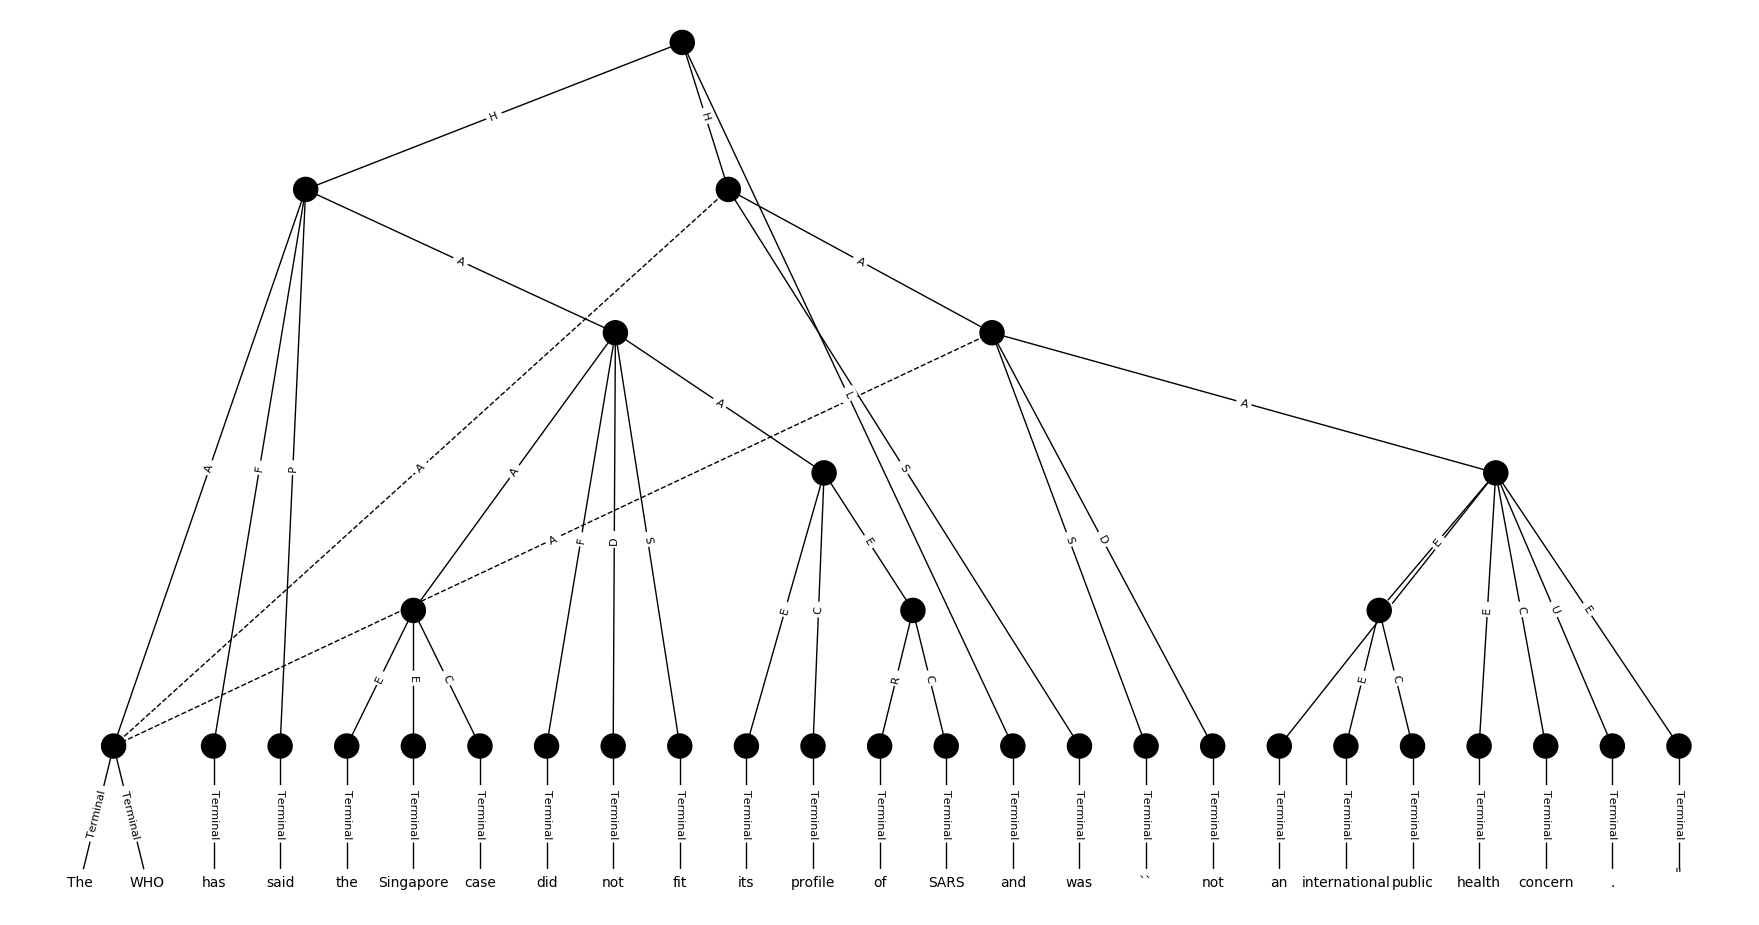 H H
A A
L
A A
A F P A S
A A F D S S D E
E C E E C U E
E E C R C E C
Terminal Terminal Terminal Terminal Terminal Terminal Terminal Terminal Terminal Terminal Terminal Terminal Terminal Terminal Terminal Terminal Terminal Terminal Terminal Terminal Terminal Terminal Terminal Terminal Terminal
The WHO has said the Singapore case did not fit its profile of SARS and was `` not an international public health concern . "